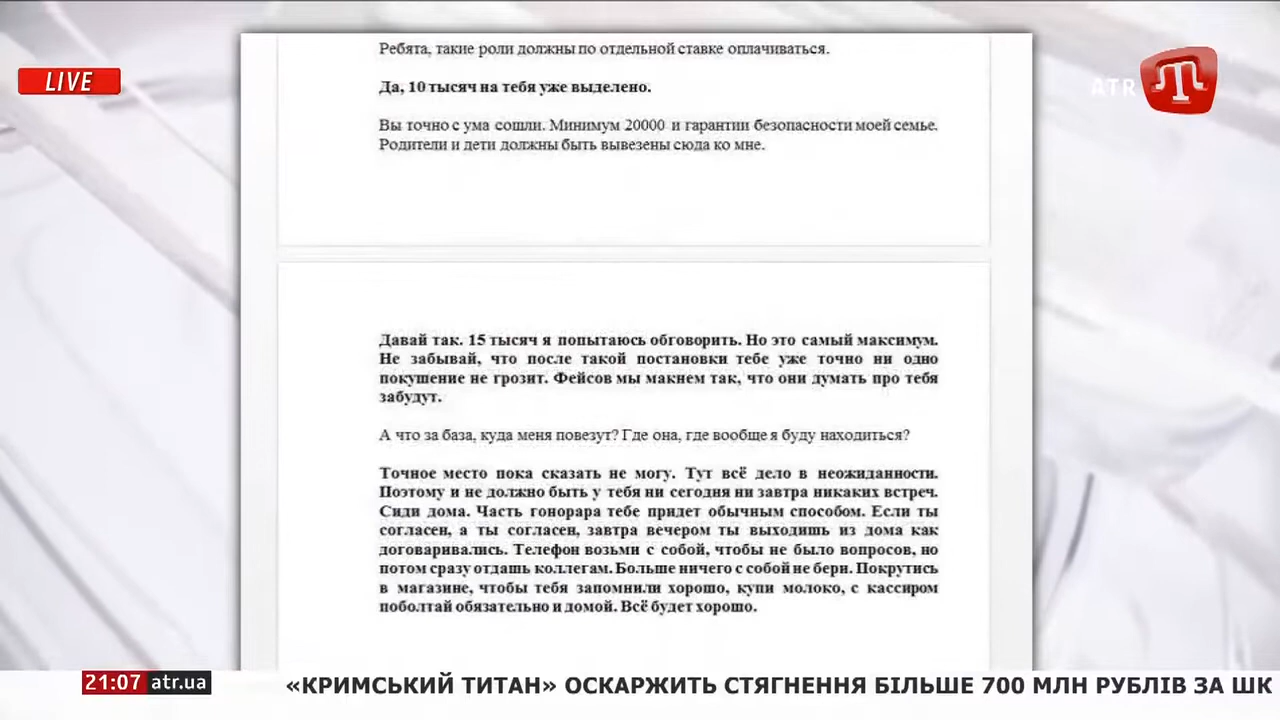 Ребята, такие роли должны по отдельной ставке оплачиваться.
LIVE
ATR
Да, 10 тысяч на тебя уже выделено.
Вы точно с ума сошли. Минимум 20000 и гарантии безопасности моей семье.
Родители и дети должны быть вывезены сюда ко мне.
Давай так. 15 тысяч я попытаюсь обговорить. Но это самый максимум.
Не забывай, что после такой постановки тебе уже точно ни одно
покушение не грозит. Фейсов мы макнем так, что они думать про тебя
забудут.
А что за база, куда меня повезут? Где она, где вообще я буду находиться?
Точное место пока сказать не могу. Тут всё дело в неожиданности.
Поэтому и не должно быть у тебя ни сегодня ни завтра никаких встреч.
Сиди дома. Часть гонорара тебе придет обычным способом. Если ты
согласен, а ты согласен, завтра вечером ты выходишь из дома как
договаривались. Телефон возьми с собой, чтобы не было вопросов, но
потом сразу отдашь коллегам. Больше ничего с собой не бери. Покрутись
в магазине, чтобы тебя запомнили хорошо, купи молоко, с кассиром
поболтай обязательно и домой. Всё будет хорошо.
21:07 atr.ua
«КРИМСЬКИЙ ТИТАН» ОСКАРЖИТЬ СТЯГНЕННЯ БІЛЬШЕ 700 МЛН РУБЛІВ ЗА ШК